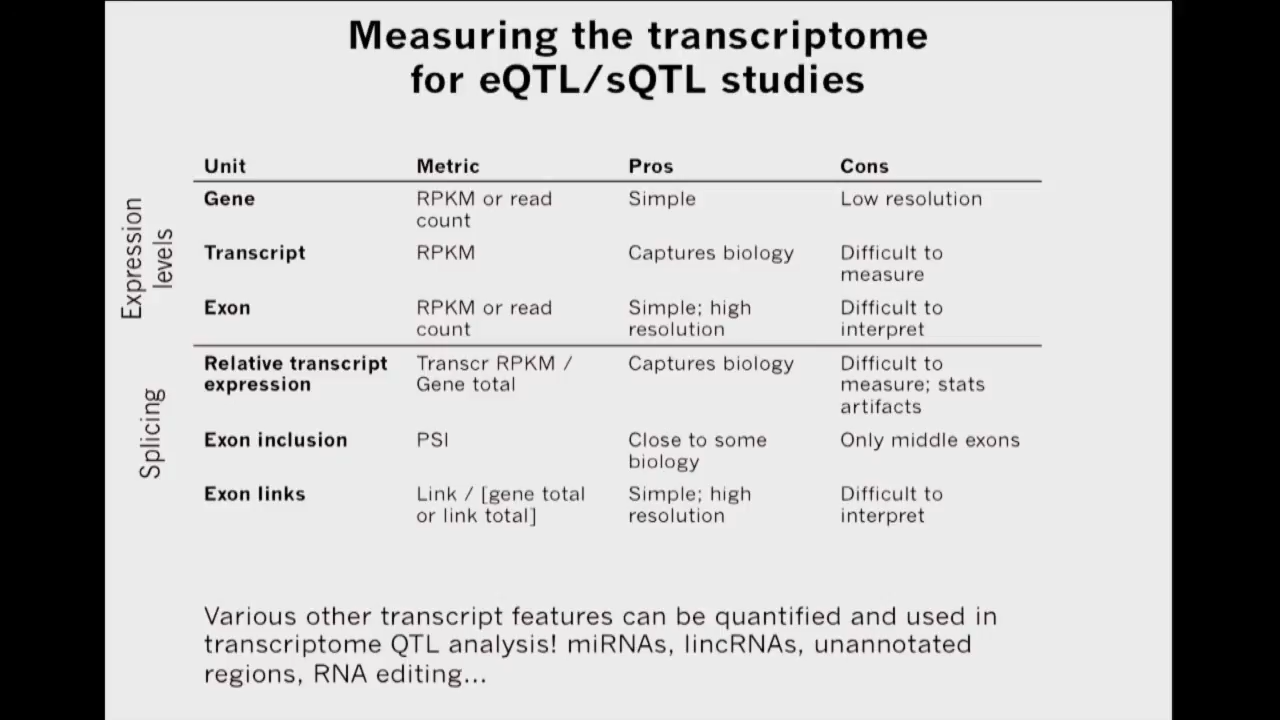 Measuring the transcriptome
for eQTL/sQTL studies
Unit Metric Pros Cons
Expression
levels
Gene RPKM or read Simple Low resolution
count
Transcript RPKM Captures biology Difficult to
measure
Exon RPKM or read Simple; high Difficult to
count resolution interpret
Splicing
Relative transcript Transcr RPKM / Captures biology Difficult to
expression Gene total measure; stats
artifacts
Exon inclusion PSI Close to some Only middle exons
biology
Exon links Link / [gene total Simple; high Difficult to
or link total] resolution interpret
Various other transcript features can be quantified and used in
transcriptome QTL analysis! miRNAs, lincRNAs, unannotated
regions, RNA editing...